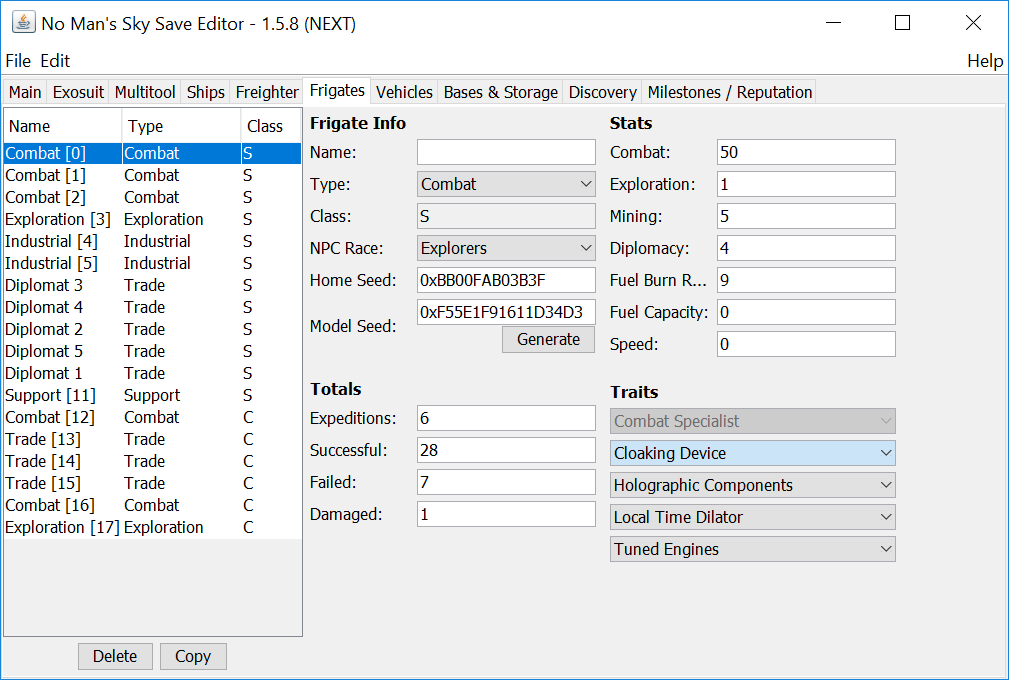 No Man's Sky Save Editor - 1.5.8 (NEXT)
File Edit Help
Main Exosuit Multitool Ships Freighter Frigates Vehicles Bases & Storage Discovery Milestones / Reputation
Name Type Class
Combat [0] Combat S
Combat [1] Combat S
Combat [2] Combat S
Exploration [3] Exploration S
Industrial [4] Industrial S
Industrial [5] Industrial S
Diplomat 3 Trade S
Diplomat 4 Trade S
Diplomat 2 Trade S
Diplomat 5 Trade S
Diplomat 1 Trade S
Support [11] Support S
Combat [12] Combat C
Trade [13] Trade C
Trade [14] Trade C
Trade [15] Trade C
Combat [16] Combat C
Exploration [17] Exploration C
Delete Copy
Frigate Info
Name:
Type: Combat
Class: S
NPC Race: Explorers
Home Seed: 0xBB00FAB03B3F
Model Seed: 0xF55E1F91611D34D3
Generate
Totals
Expeditions: 6
Successful: 28
Failed: 7
Damaged: 1
Stats
Combat: 50
Exploration: 1
Mining: 5
Diplomacy: 4
Fuel Burn R... 9
Fuel Capacity: 0
Speed: 0
Traits
Combat Specialist
Cloaking Device
Holographic Components
Local Time Dilator
Tuned Engines